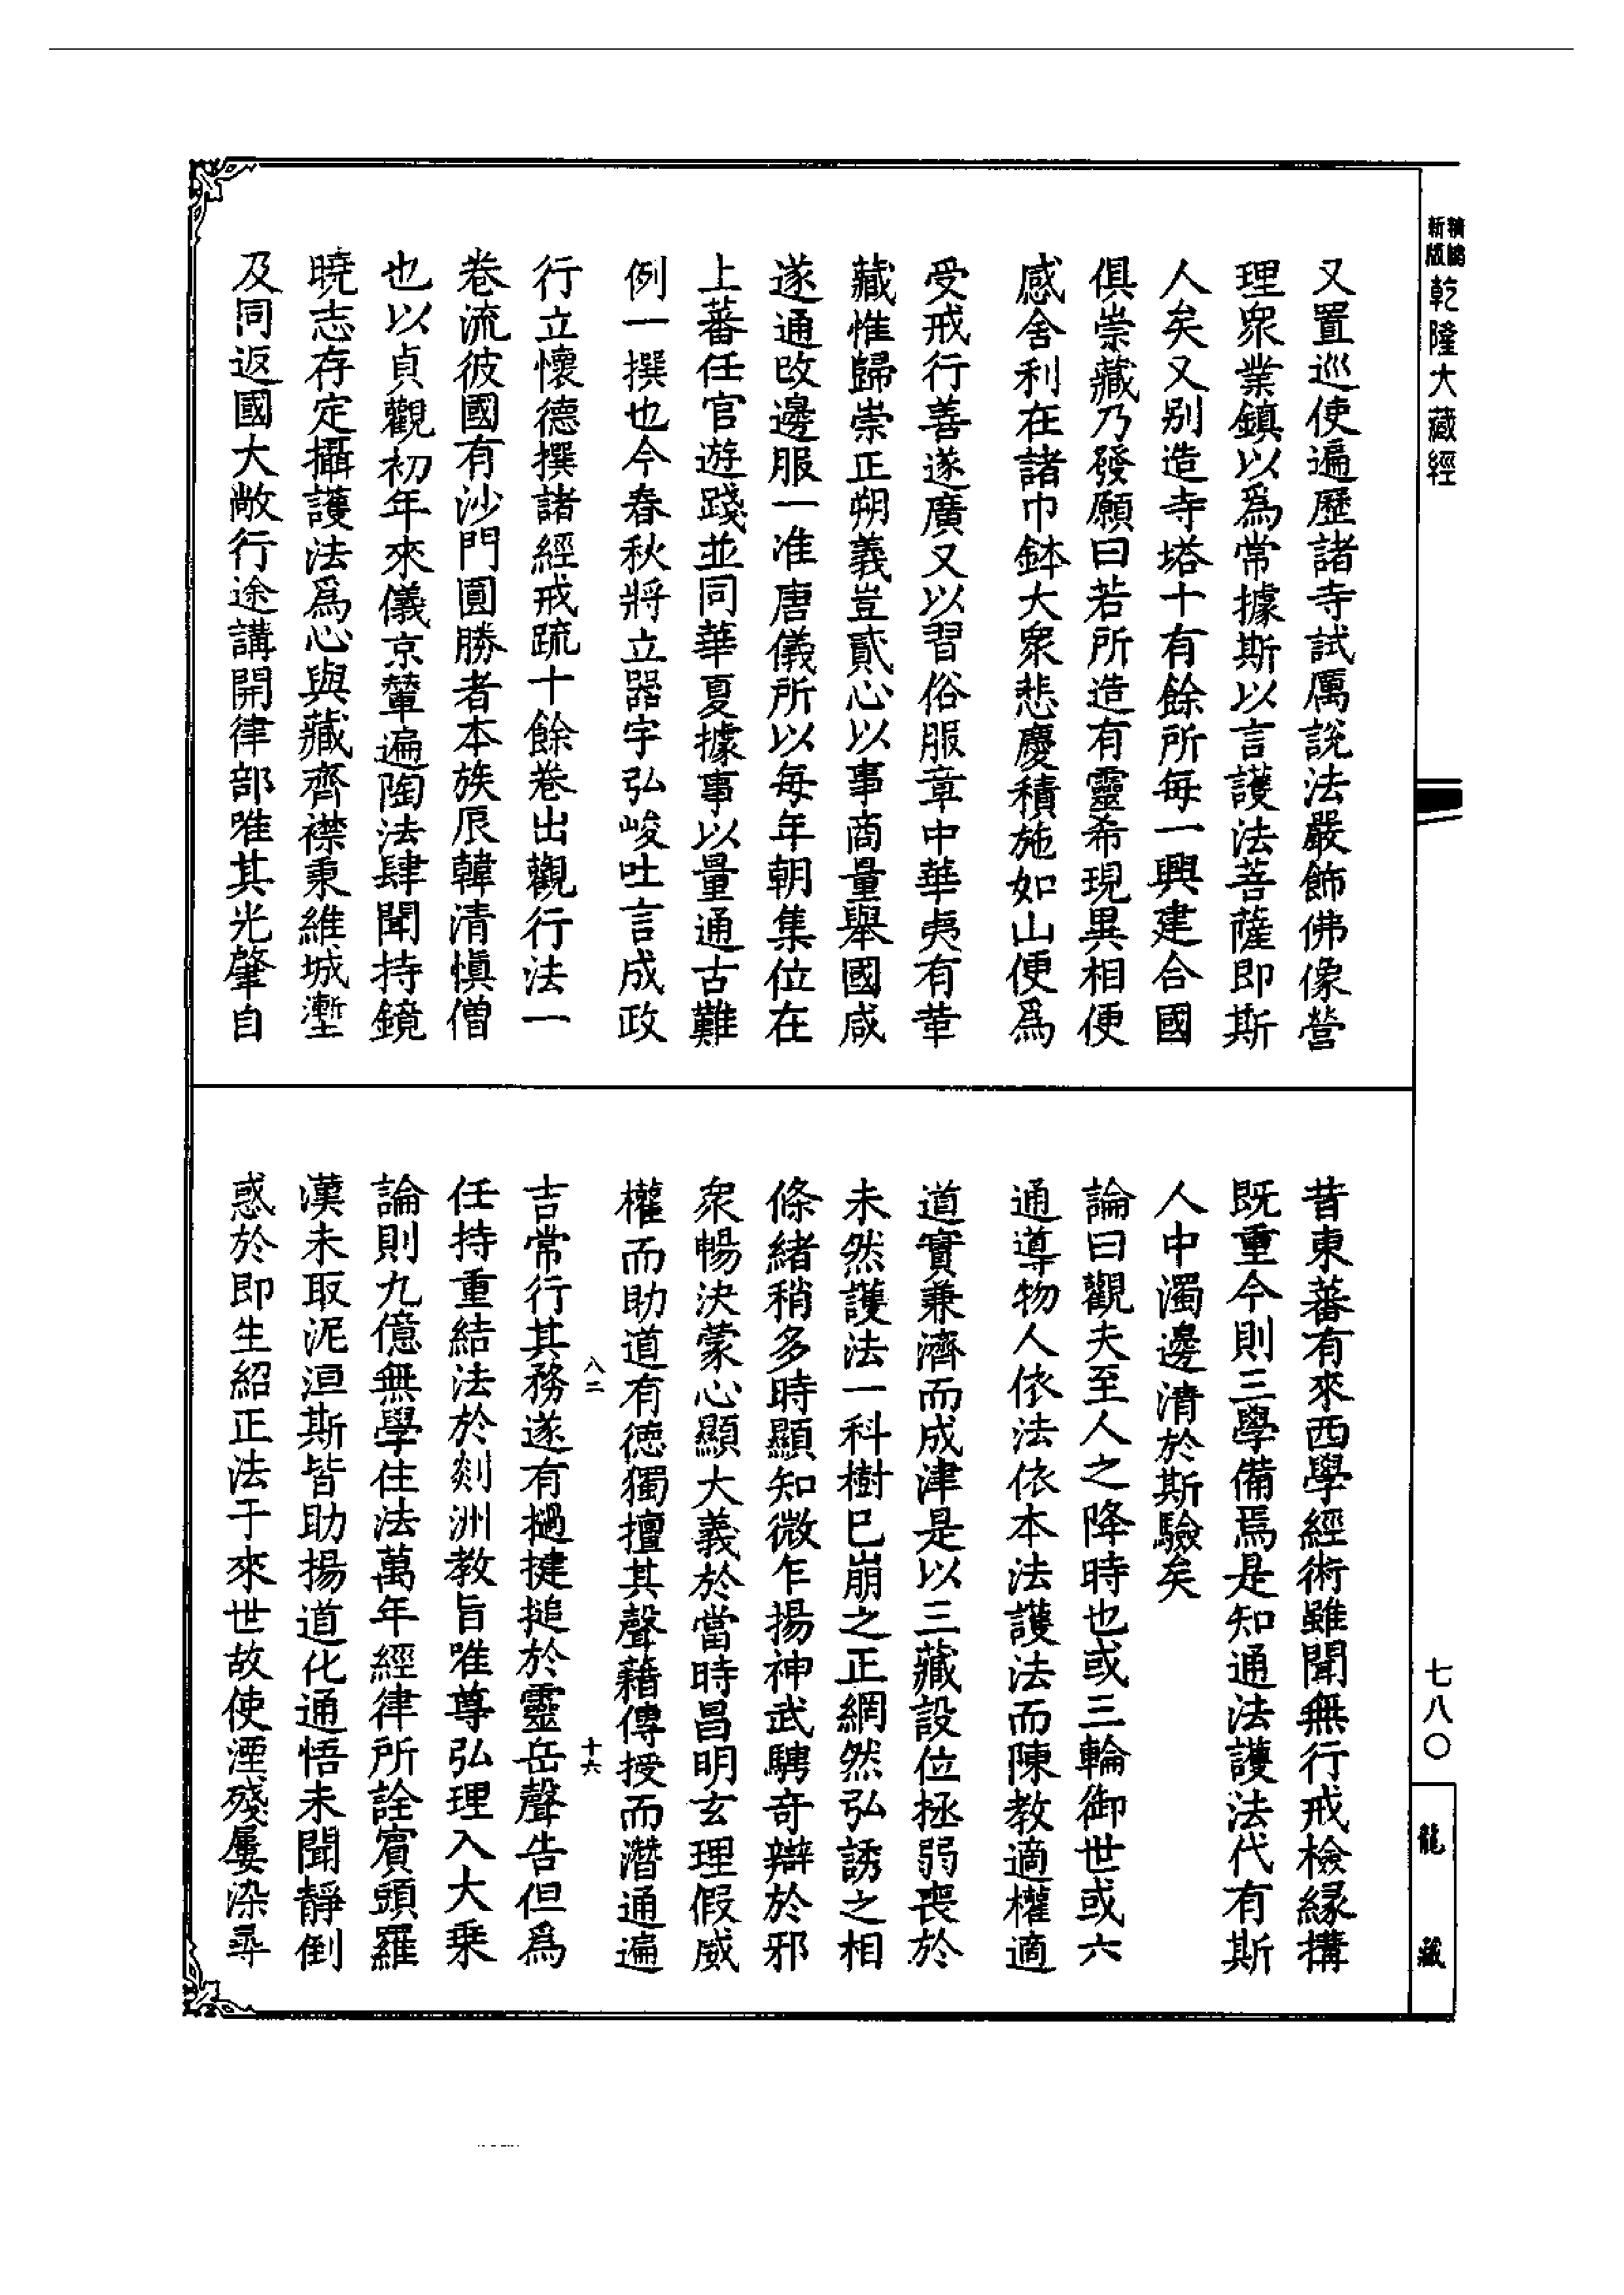 新版
精縮
乾隆大藏經
七八〇
龍藏
又置巡使遍歷諸寺試厲說法嚴飾佛像營
理衆業鎮以爲常據斯以言護法菩薩即斯
人矣又别造寺塔十有餘所每一興建合國
俱崇藏乃發願曰若所造有靈希現異相便
感舍利在諸巾鉢大衆悲慶積施如山便爲
受戒行善遂廣又以習俗服章中華夷有革
藏惟歸崇正朔義豈貳心以事商量舉國咸
遂通改邊服一准唐儀所以每年朝集位在
上蕃任官遊踐並同華夏據事以量通古難
例一撰也今春秋將立器宇弘峻吐言成政
行立懷德撰諸經戒疏十餘卷出觀行法一
卷流彼國有沙門圓勝者本族辰韓清愼僧
也以貞觀初年來儀京輦遍陶法肆聞持鏡
曉志存定攝護法爲心與藏齊襟秉維城塹
及同返國大敞行途講開律部唯其光肇自
昔東蕃有來西學經術雖聞無行戒檢緣搆
既重今則三學備焉是知通法護法代有斯
人中濁邊清於斯驗矣
論曰觀夫至人之降時也或三輪御世或六
通導物人依法依本法護法而陳教適權適
道實兼濟而成津是以三藏設位拯弱喪於
未然護法一科樹巳崩之正網然弘誘之相
條緒稍多時顯知微乍揚神武騁奇辯於邪
衆暢決蒙心顯大義於當時昌明玄理假威
權而助道有德獨擅其聲藉傳授而潛通遍
八二
十六
吉常行其務遂有撾揵搥於靈岳聲告但爲
任持重結法於剡洲教旨唯尊弘理入大乘
論則九億無學住法萬年經律所詮賓頭羅
漢未取泥洹斯皆助揚道化通悟未聞靜倒
惑於即生紹正法于來世故使湮殘屢染尋